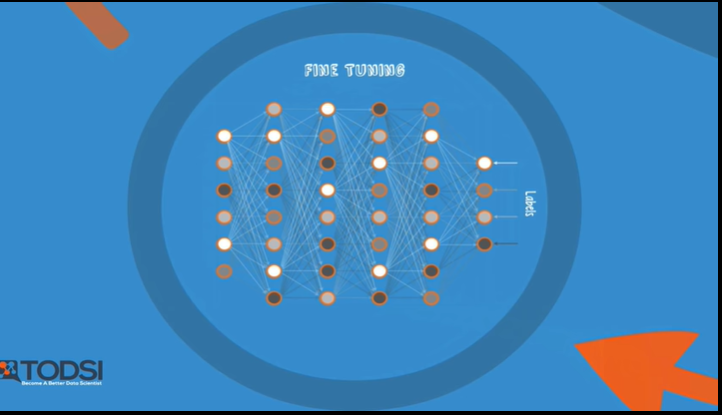 FINE TUNING
Labels
TODSI
Become A Better Data Scientist